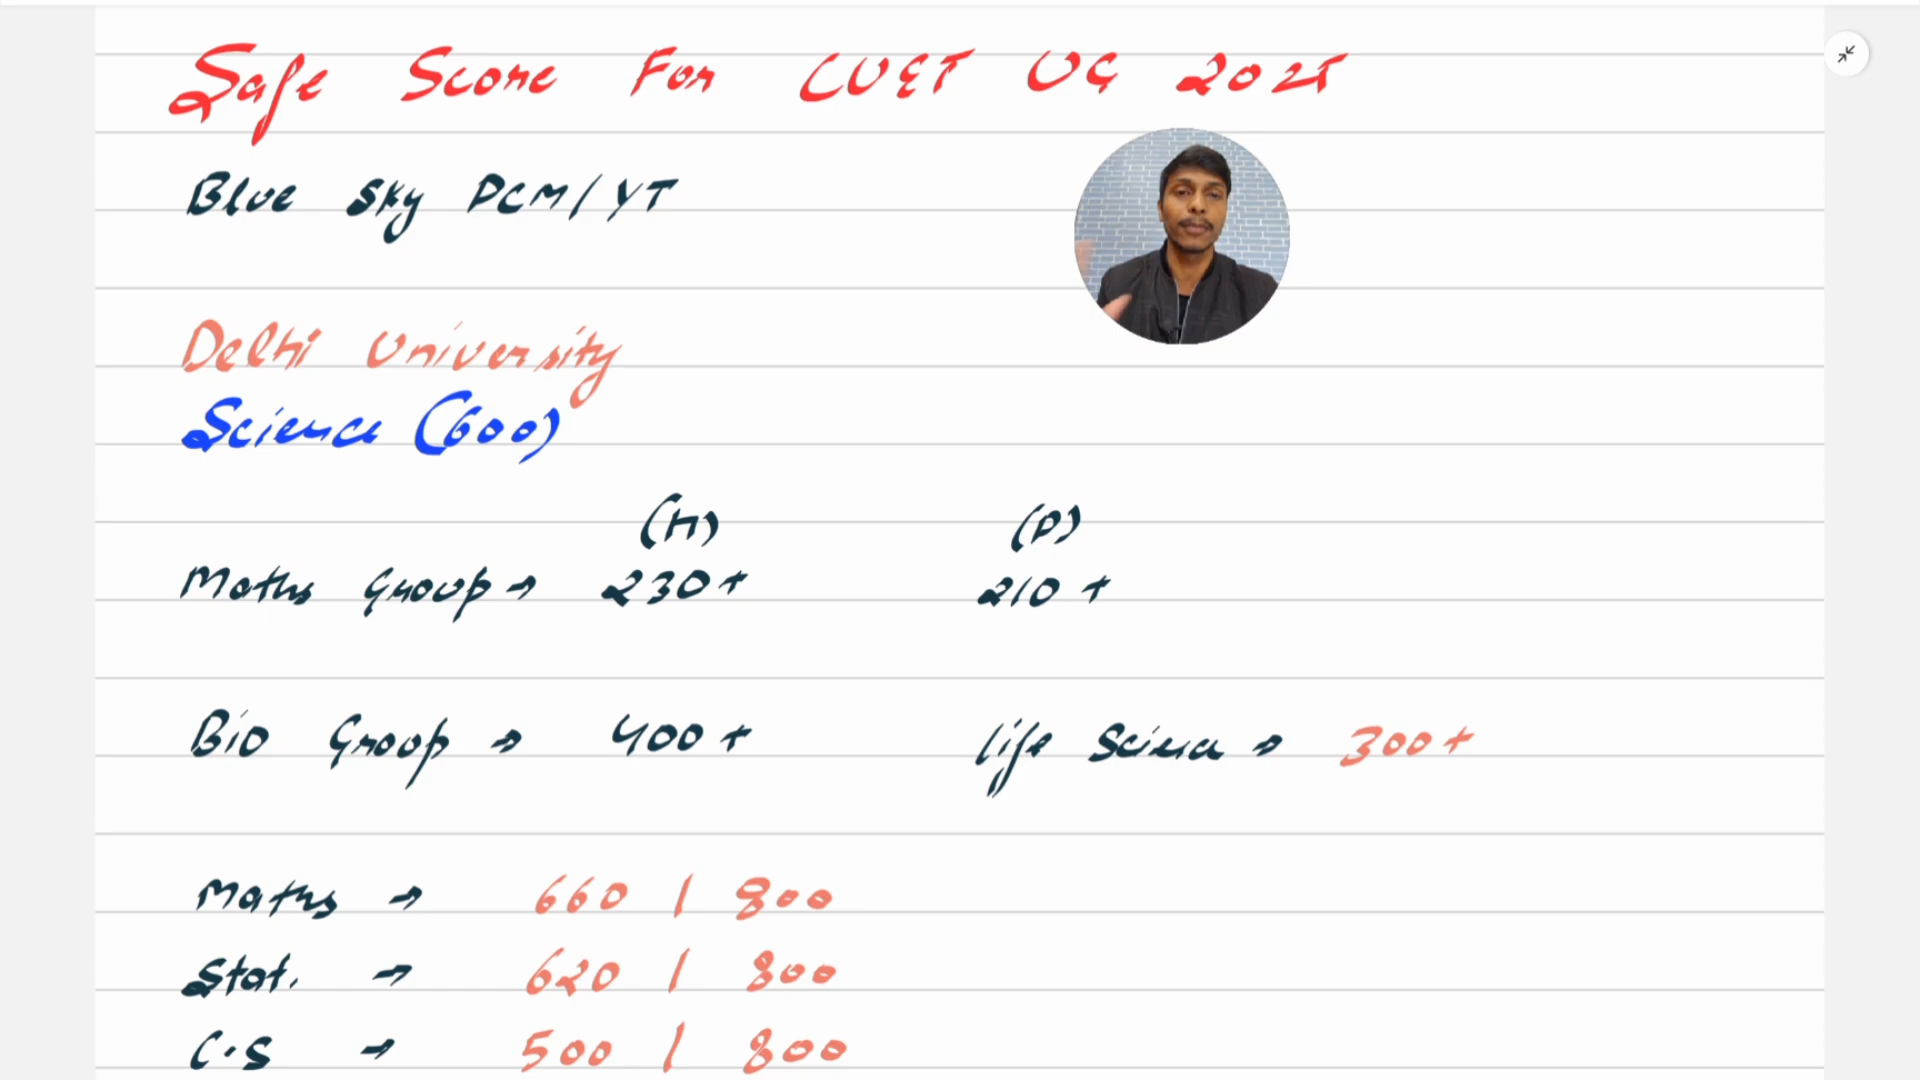 Safe Score For CUET UG 2025
Blue Sky PCM/YT
Delhi University
Science (600)
(H) (P)
Maths Group → 230+ 210+
Bio Group → 400+ life Science → 300+
Maths → 660 / 800
Stat. → 620 / 800
C.S → 500 / 800